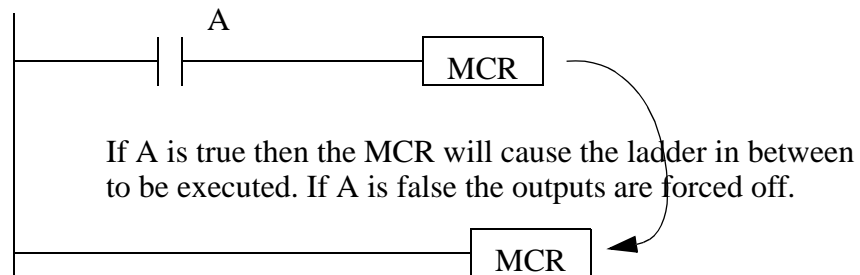 A
MCR
If A is true then the MCR will cause the ladder in between
to be executed. If A is false the outputs are forced off.
MCR